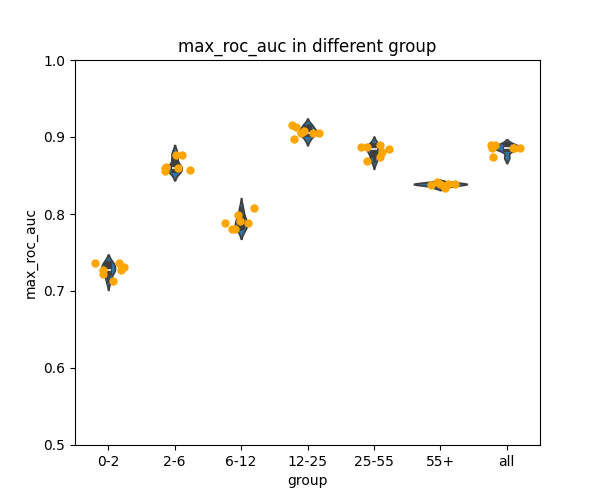 max_roc_auc in different group
max_roc_auc
1.0
0.9
0.8
0.7
0.6
0.5
0-2 2-6 6-12 12-25 25-55 55+ all
group